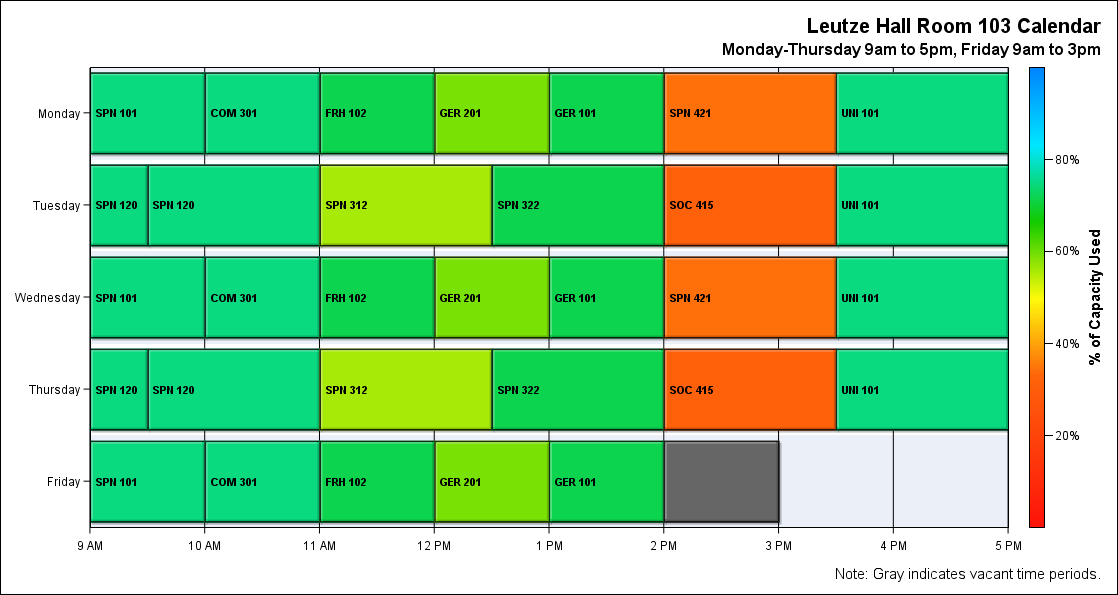 Leutze Hall Room 103 Calendar
Monday-Thursday 9am to 5pm, Friday 9am to 3pm
Monday SPN 101 COM 301 FRH 102 GER 201 GER 101 SPN 421 UNI 101
Tuesday SPN 120 SPN 120 SPN 312 SPN 322 SOC 415 UNI 101
Wednesday SPN 101 COM 301 FRH 102 GER 201 GER 101 SPN 421 UNI 101
Thursday SPN 120 SPN 120 SPN 312 SPN 322 SOC 415 UNI 101
Friday SPN 101 COM 301 FRH 102 GER 201 GER 101
9 AM 10 AM 11 AM 12 PM 1 PM 2 PM 3 PM 4 PM 5 PM
80%
60%
40%
20%
% of Capacity Used
Note: Gray indicates vacant time periods.